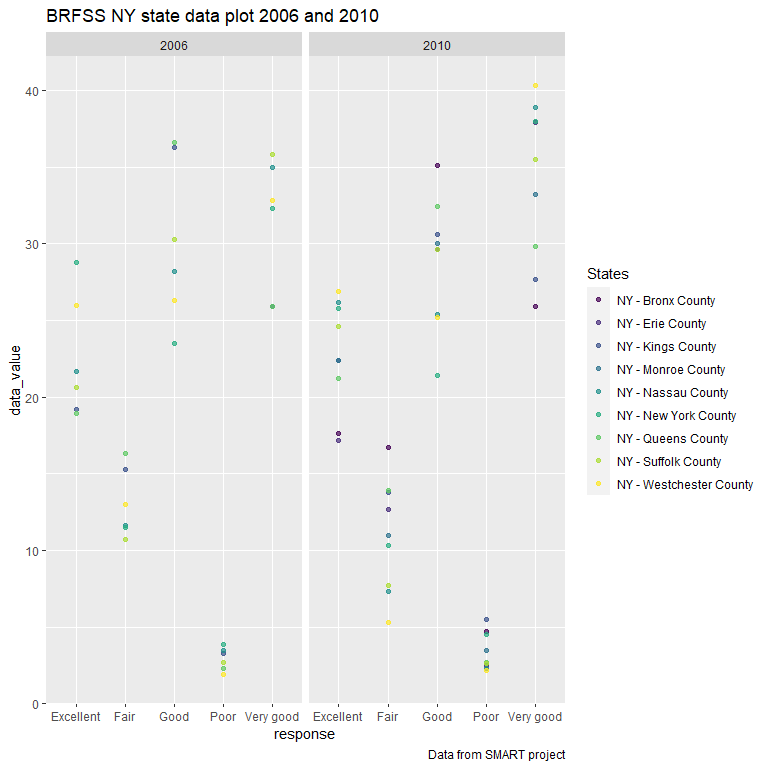 BRFSS NY state data plot 2006 and 2010
2006 2010
data_value
40
30
20
10
0
Excellent Fair Good Poor Very good Excellent Fair Good Poor Very good
response
States
NY - Bronx County
NY - Erie County
NY - Kings County
NY - Monroe County
NY - Nassau County
NY - New York County
NY - Queens County
NY - Suffolk County
NY - Westchester County
Data from SMART project